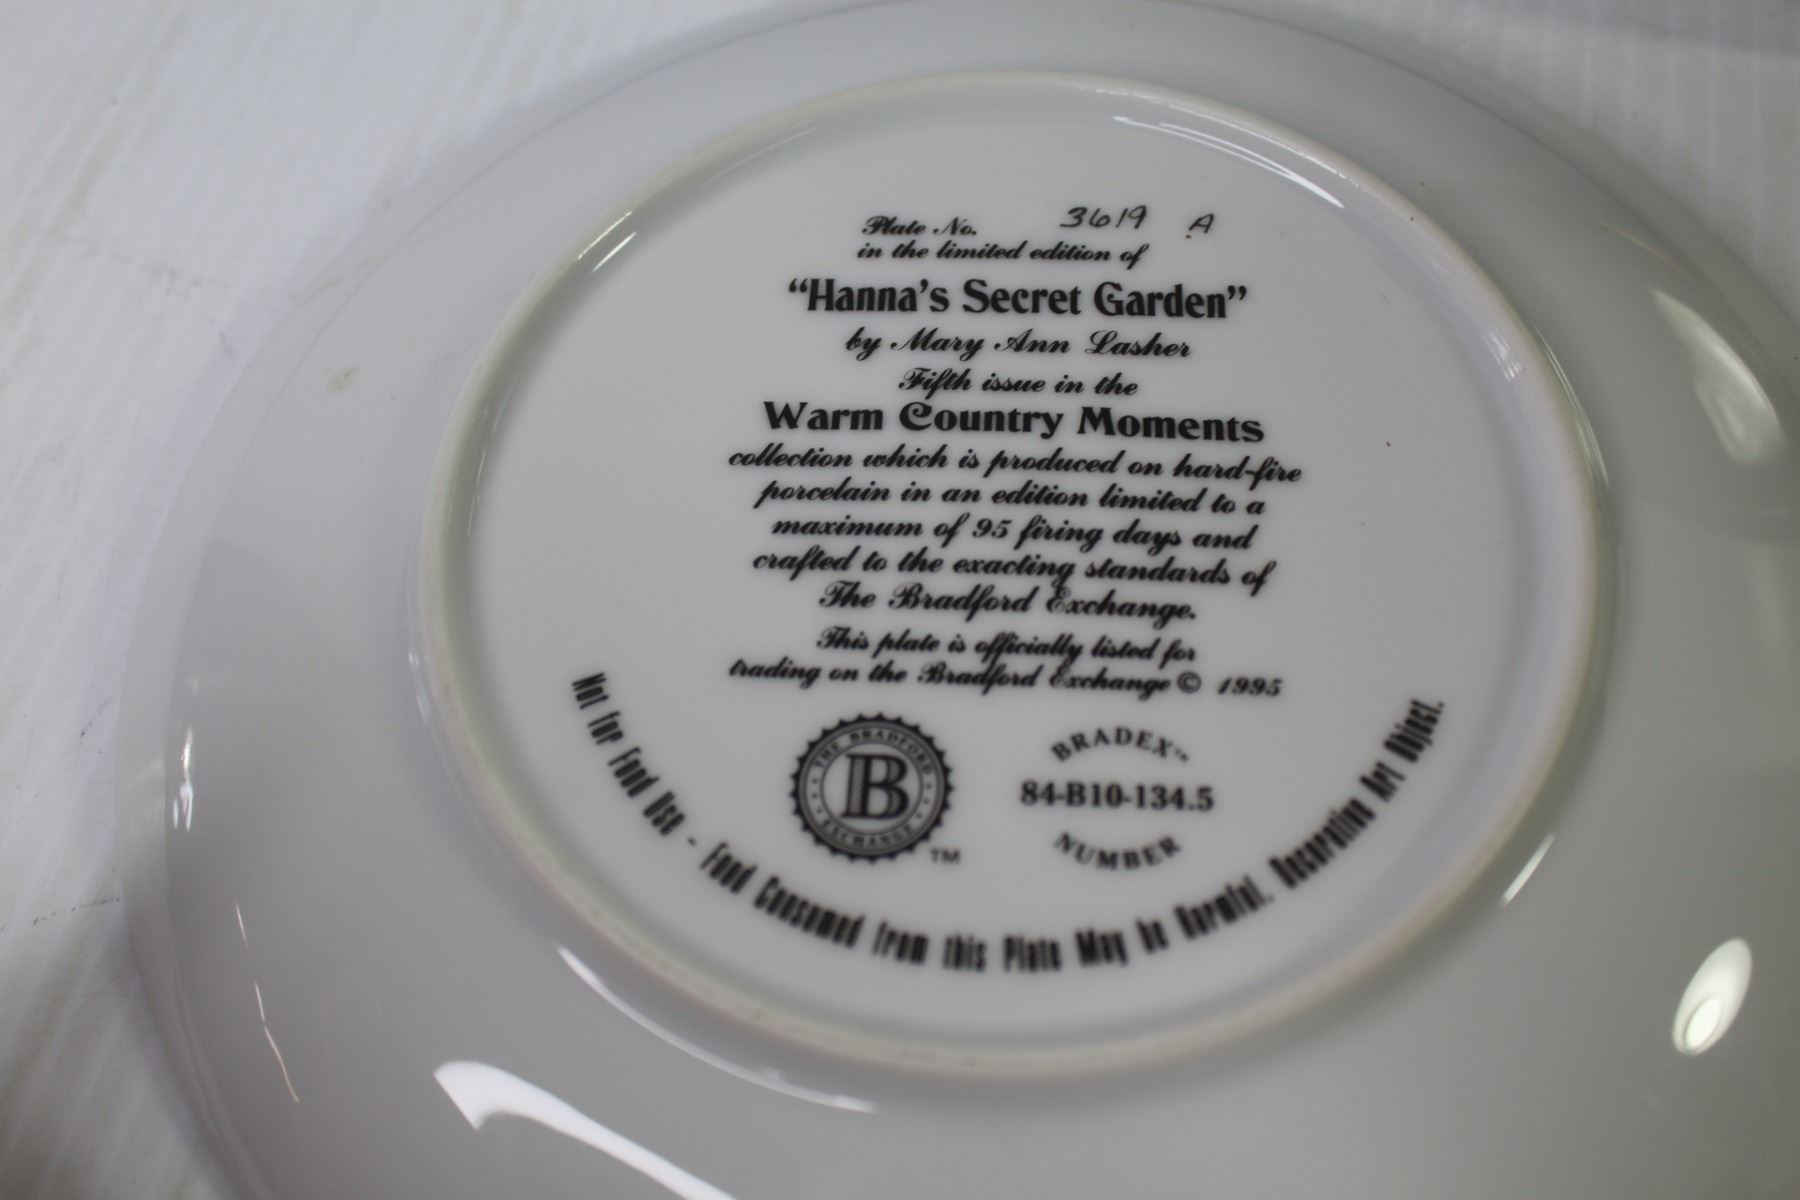 Plate No. 3619 A
in the limited edition of
“Hanna’s Secret Garden”
by Mary Ann Lasher
Fifth issue in the
Warm Country Moments
collection which is produced on hard-fire
porcelain in an edition limited to a
maximum of 95 firing days and
crafted to the exacting standards of
The Bradford Exchange.
This plate is officially listed for
trading on the Bradford Exchange © 1995
THE BRADFORD
B
EXCHANGE
TM
BRADEX™
84-B10-134.5
NUMBER
Not for Food Use - Food Consumed from this Plate May be Harmful. Decorative Art Object.